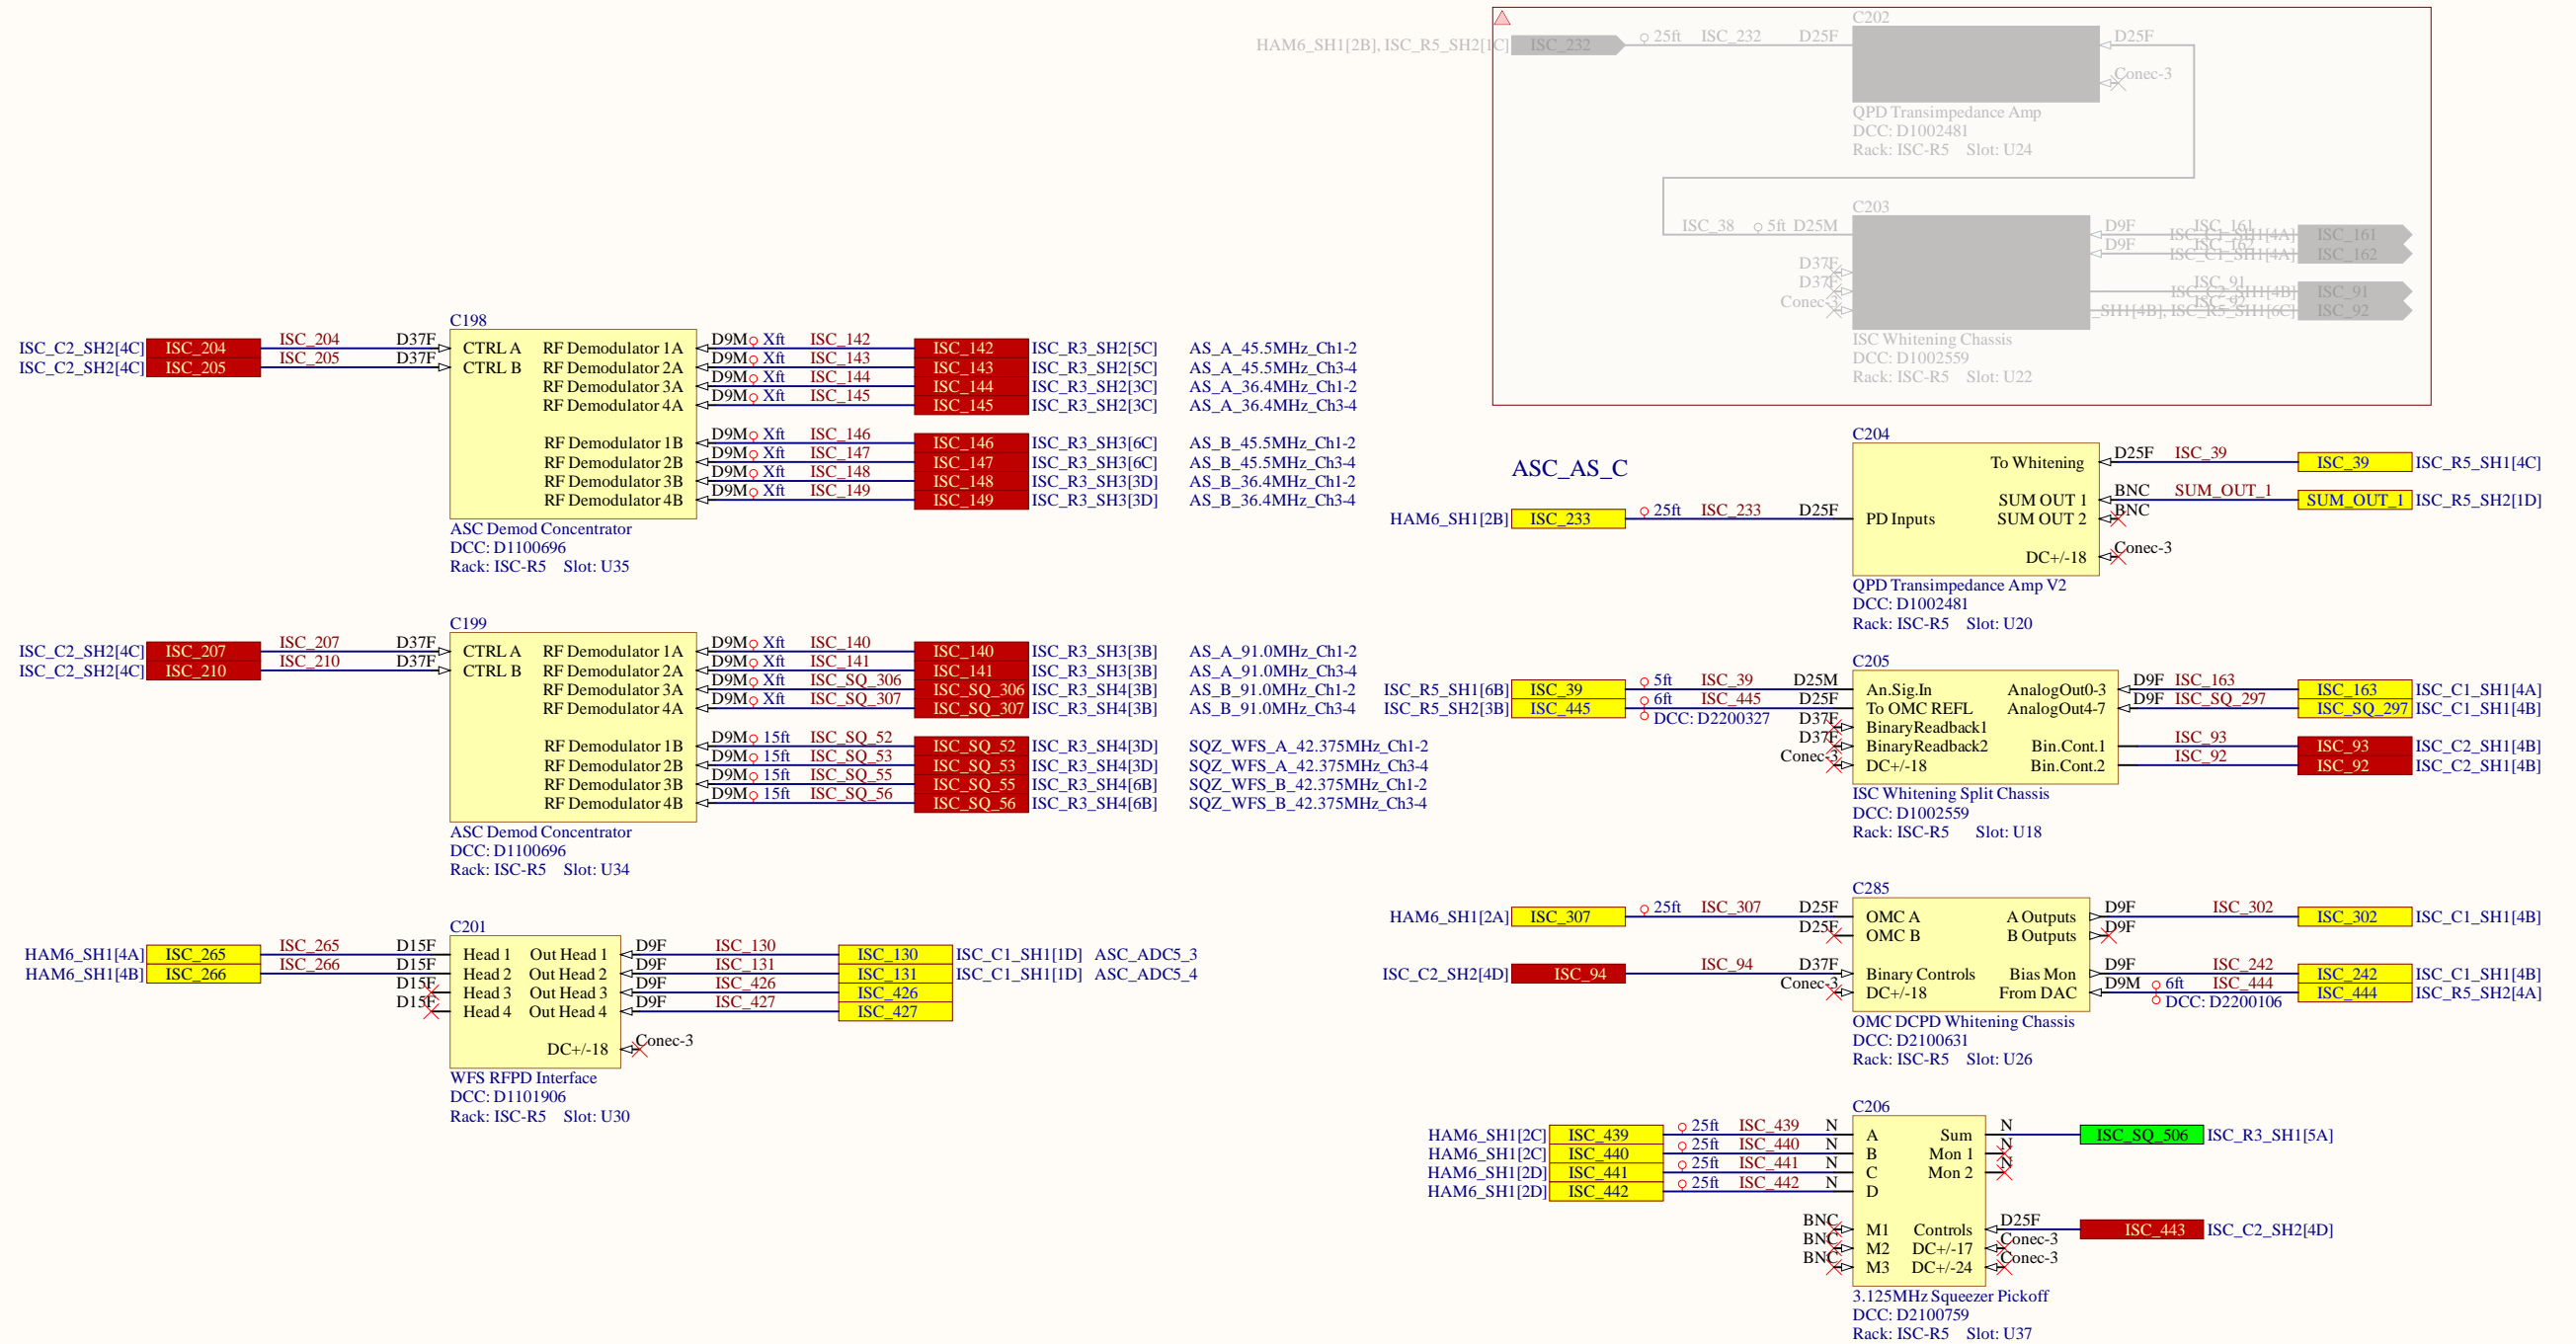 C202
HAM6_SH1[2B], ISC_R5_SH2[1C] ISC_232 25ft ISC_232 D25F D25F
Conec-3
QPD Transimpedance Amp
DCC: D1002481
Rack: ISC-R5 Slot: U24
C203
ISC_38 5ft D25M D9F ISC_161 ISC_C1_SH1[4A] ISC_161
D9F ISC_162 ISC_C1_SH1[4A] ISC_162
D37F
D37F ISC_91 ISC_C2_SH1[4B] ISC_91
Conec-3 ISC_92 _SH1[4B], ISC_R5_SH1[6C] ISC_92
ISC Whitening Chassis
DCC: D1002559
Rack: ISC-R5 Slot: U22
C198
ISC_C2_SH2[4C] ISC_204 ISC_204 D37F CTRL A RF Demodulator 1A D9M Xft ISC_142 ISC_142 ISC_R3_SH2[5C] AS_A_45.5MHz_Ch1-2
ISC_C2_SH2[4C] ISC_205 ISC_205 D37F CTRL B RF Demodulator 2A D9M Xft ISC_143 ISC_143 ISC_R3_SH2[5C] AS_A_45.5MHz_Ch3-4
RF Demodulator 3A D9M Xft ISC_144 ISC_144 ISC_R3_SH2[3C] AS_A_36.4MHz_Ch1-2
RF Demodulator 4A D9M Xft ISC_145 ISC_145 ISC_R3_SH2[3C] AS_A_36.4MHz_Ch3-4
RF Demodulator 1B D9M Xft ISC_146 ISC_146 ISC_R3_SH3[6C] AS_B_45.5MHz_Ch1-2
RF Demodulator 2B D9M Xft ISC_147 ISC_147 ISC_R3_SH3[6C] AS_B_45.5MHz_Ch3-4
RF Demodulator 3B D9M Xft ISC_148 ISC_148 ISC_R3_SH3[3D] AS_B_36.4MHz_Ch1-2
RF Demodulator 4B D9M Xft ISC_149 ISC_149 ISC_R3_SH3[3D] AS_B_36.4MHz_Ch3-4
ASC Demod Concentrator
DCC: D1100696
Rack: ISC-R5 Slot: U35
ASC_AS_C
C204
To Whitening D25F ISC_39 ISC_39 ISC_R5_SH1[4C]
SUM OUT 1 BNC SUM_OUT_1 SUM_OUT_1 ISC_R5_SH2[1D]
HAM6_SH1[2B] ISC_233 25ft ISC_233 D25F PD Inputs SUM OUT 2 BNC
DC+/-18 Conec-3
QPD Transimpedance Amp V2
DCC: D1002481
Rack: ISC-R5 Slot: U20
C199
ISC_C2_SH2[4C] ISC_207 ISC_207 D37F CTRL A RF Demodulator 1A D9M Xft ISC_140 ISC_140 ISC_R3_SH3[3B] AS_A_91.0MHz_Ch1-2
ISC_C2_SH2[4C] ISC_210 ISC_210 D37F CTRL B RF Demodulator 2A D9M Xft ISC_141 ISC_141 ISC_R3_SH3[3B] AS_A_91.0MHz_Ch3-4
RF Demodulator 3A D9M Xft ISC_SQ_306 ISC_SQ_306 ISC_R3_SH4[3B] AS_B_91.0MHz_Ch1-2
RF Demodulator 4A D9M Xft ISC_SQ_307 ISC_SQ_307 ISC_R3_SH4[3B] AS_B_91.0MHz_Ch3-4
RF Demodulator 1B D9M 15ft ISC_SQ_52 ISC_SQ_52 ISC_R3_SH4[3D] SQZ_WFS_A_42.375MHz_Ch1-2
RF Demodulator 2B D9M 15ft ISC_SQ_53 ISC_SQ_53 ISC_R3_SH4[3D] SQZ_WFS_A_42.375MHz_Ch3-4
RF Demodulator 3B D9M 15ft ISC_SQ_55 ISC_SQ_55 ISC_R3_SH4[6B] SQZ_WFS_B_42.375MHz_Ch1-2
RF Demodulator 4B D9M 15ft ISC_SQ_56 ISC_SQ_56 ISC_R3_SH4[6B] SQZ_WFS_B_42.375MHz_Ch3-4
ASC Demod Concentrator
DCC: D1100696
Rack: ISC-R5 Slot: U34
C205
ISC_R5_SH1[6B] ISC_39 5ft ISC_39 D25M An.Sig.In AnalogOut0-3 D9F ISC_163 ISC_163 ISC_C1_SH1[4A]
ISC_R5_SH2[3B] ISC_445 6ft ISC_445 D25F To OMC REFL AnalogOut4-7 D9F ISC_SQ_297 ISC_SQ_297 ISC_C1_SH1[4B]
DCC: D2200327 D37F BinaryReadback1
D37F BinaryReadback2 Bin.Cont.1 ISC_93 ISC_93 ISC_C2_SH1[4B]
Conec-3 DC+/-18 Bin.Cont.2 ISC_92 ISC_92 ISC_C2_SH1[4B]
ISC Whitening Split Chassis
DCC: D1002559
Rack: ISC-R5 Slot: U18
C201
HAM6_SH1[4A] ISC_265 ISC_265 D15F Head 1 Out Head 1 D9F ISC_130 ISC_130 ISC_C1_SH1[1D] ASC_ADC5_3
HAM6_SH1[4B] ISC_266 ISC_266 D15F Head 2 Out Head 2 D9F ISC_131 ISC_131 ISC_C1_SH1[1D] ASC_ADC5_4
D15F Head 3 Out Head 3 D9F ISC_426 ISC_426
D15F Head 4 Out Head 4 D9F ISC_427 ISC_427
DC+/-18 Conec-3
WFS RFPD Interface
DCC: D1101906
Rack: ISC-R5 Slot: U30
C285
HAM6_SH1[2A] ISC_307 25ft ISC_307 D25F OMC A A Outputs D9F ISC_302 ISC_302 ISC_C1_SH1[4B]
D25F OMC B B Outputs D9F
ISC_C2_SH2[4D] ISC_94 ISC_94 D37F Binary Controls Bias Mon D9F ISC_242 ISC_242 ISC_C1_SH1[4B]
Conec-3 DC+/-18 From DAC D9M 6ft ISC_444 ISC_444 ISC_R5_SH2[4A]
DCC: D2200106
OMC DCPD Whitening Chassis
DCC: D2100631
Rack: ISC-R5 Slot: U26
C206
HAM6_SH1[2C] ISC_439 25ft ISC_439 N A Sum N ISC_SQ_506 ISC_R3_SH1[5A]
HAM6_SH1[2C] ISC_440 25ft ISC_440 N B Mon 1 N
HAM6_SH1[2D] ISC_441 25ft ISC_441 N C Mon 2 N
HAM6_SH1[2D] ISC_442 25ft ISC_442 N D
BNC M1 Controls D25F ISC_443 ISC_C2_SH2[4D]
BNC M2 DC+/-17 Conec-3
BNC M3 DC+/-24 Conec-3
3.125MHz Squeezer Pickoff
DCC: D2100759
Rack: ISC-R5 Slot: U37